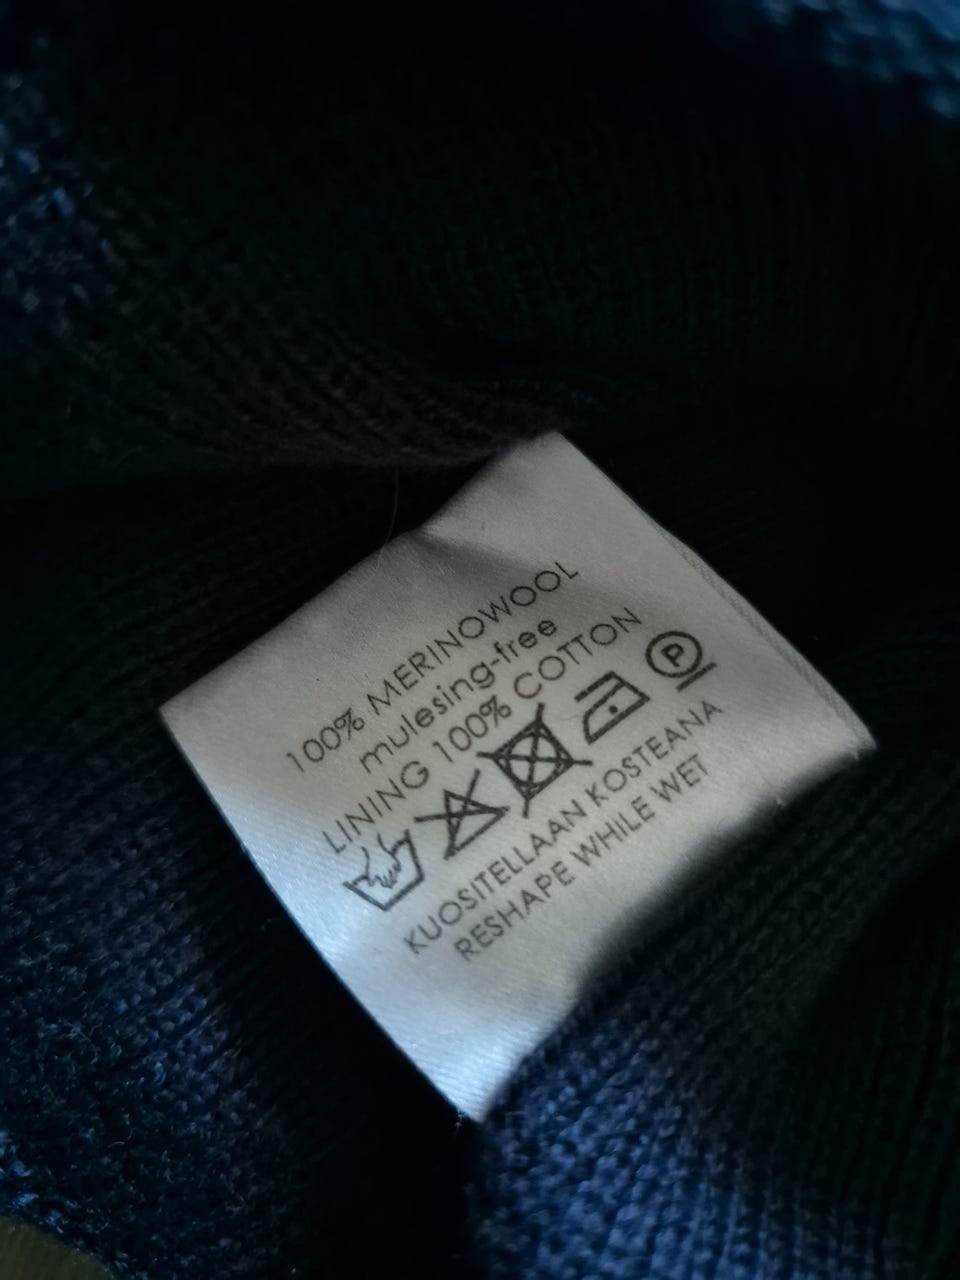 100% MERINOWOOL
mulesing-free
LINING 100% COTTON
P
KUOSITELLAAN KOSTEANA
RESHAPE WHILE WET